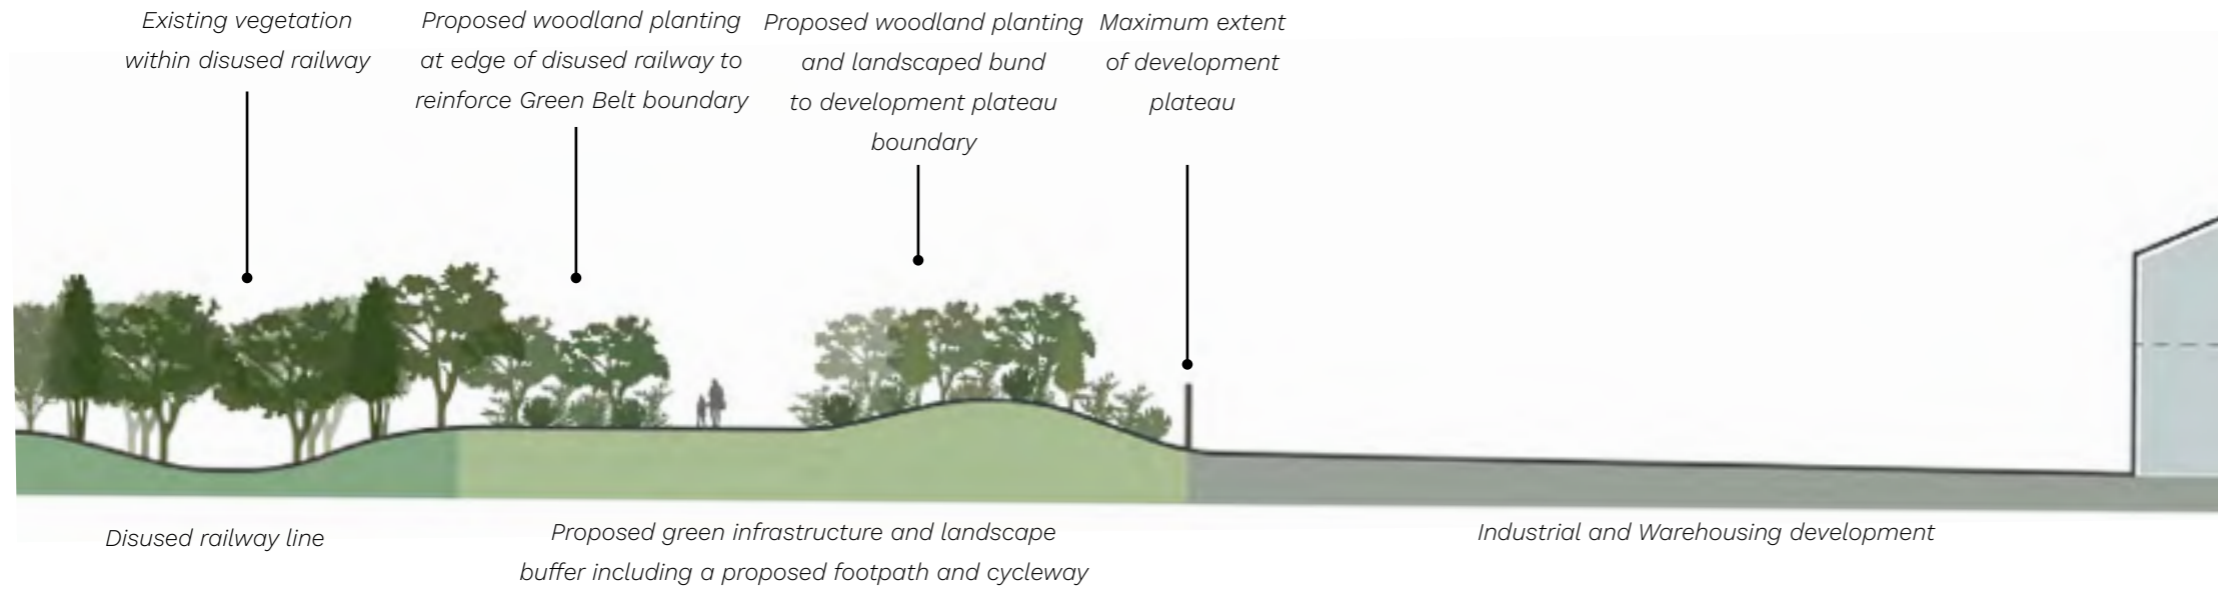 Existing vegetation
within disused railway
Proposed woodland planting
at edge of disused railway to
reinforce Green Belt boundary
Proposed woodland planting
and landscaped bund
to development plateau
boundary
Maximum extent
of development
plateau
Disused railway line
Proposed green infrastructure and landscape
buffer including a proposed footpath and cycleway
Industrial and Warehousing development